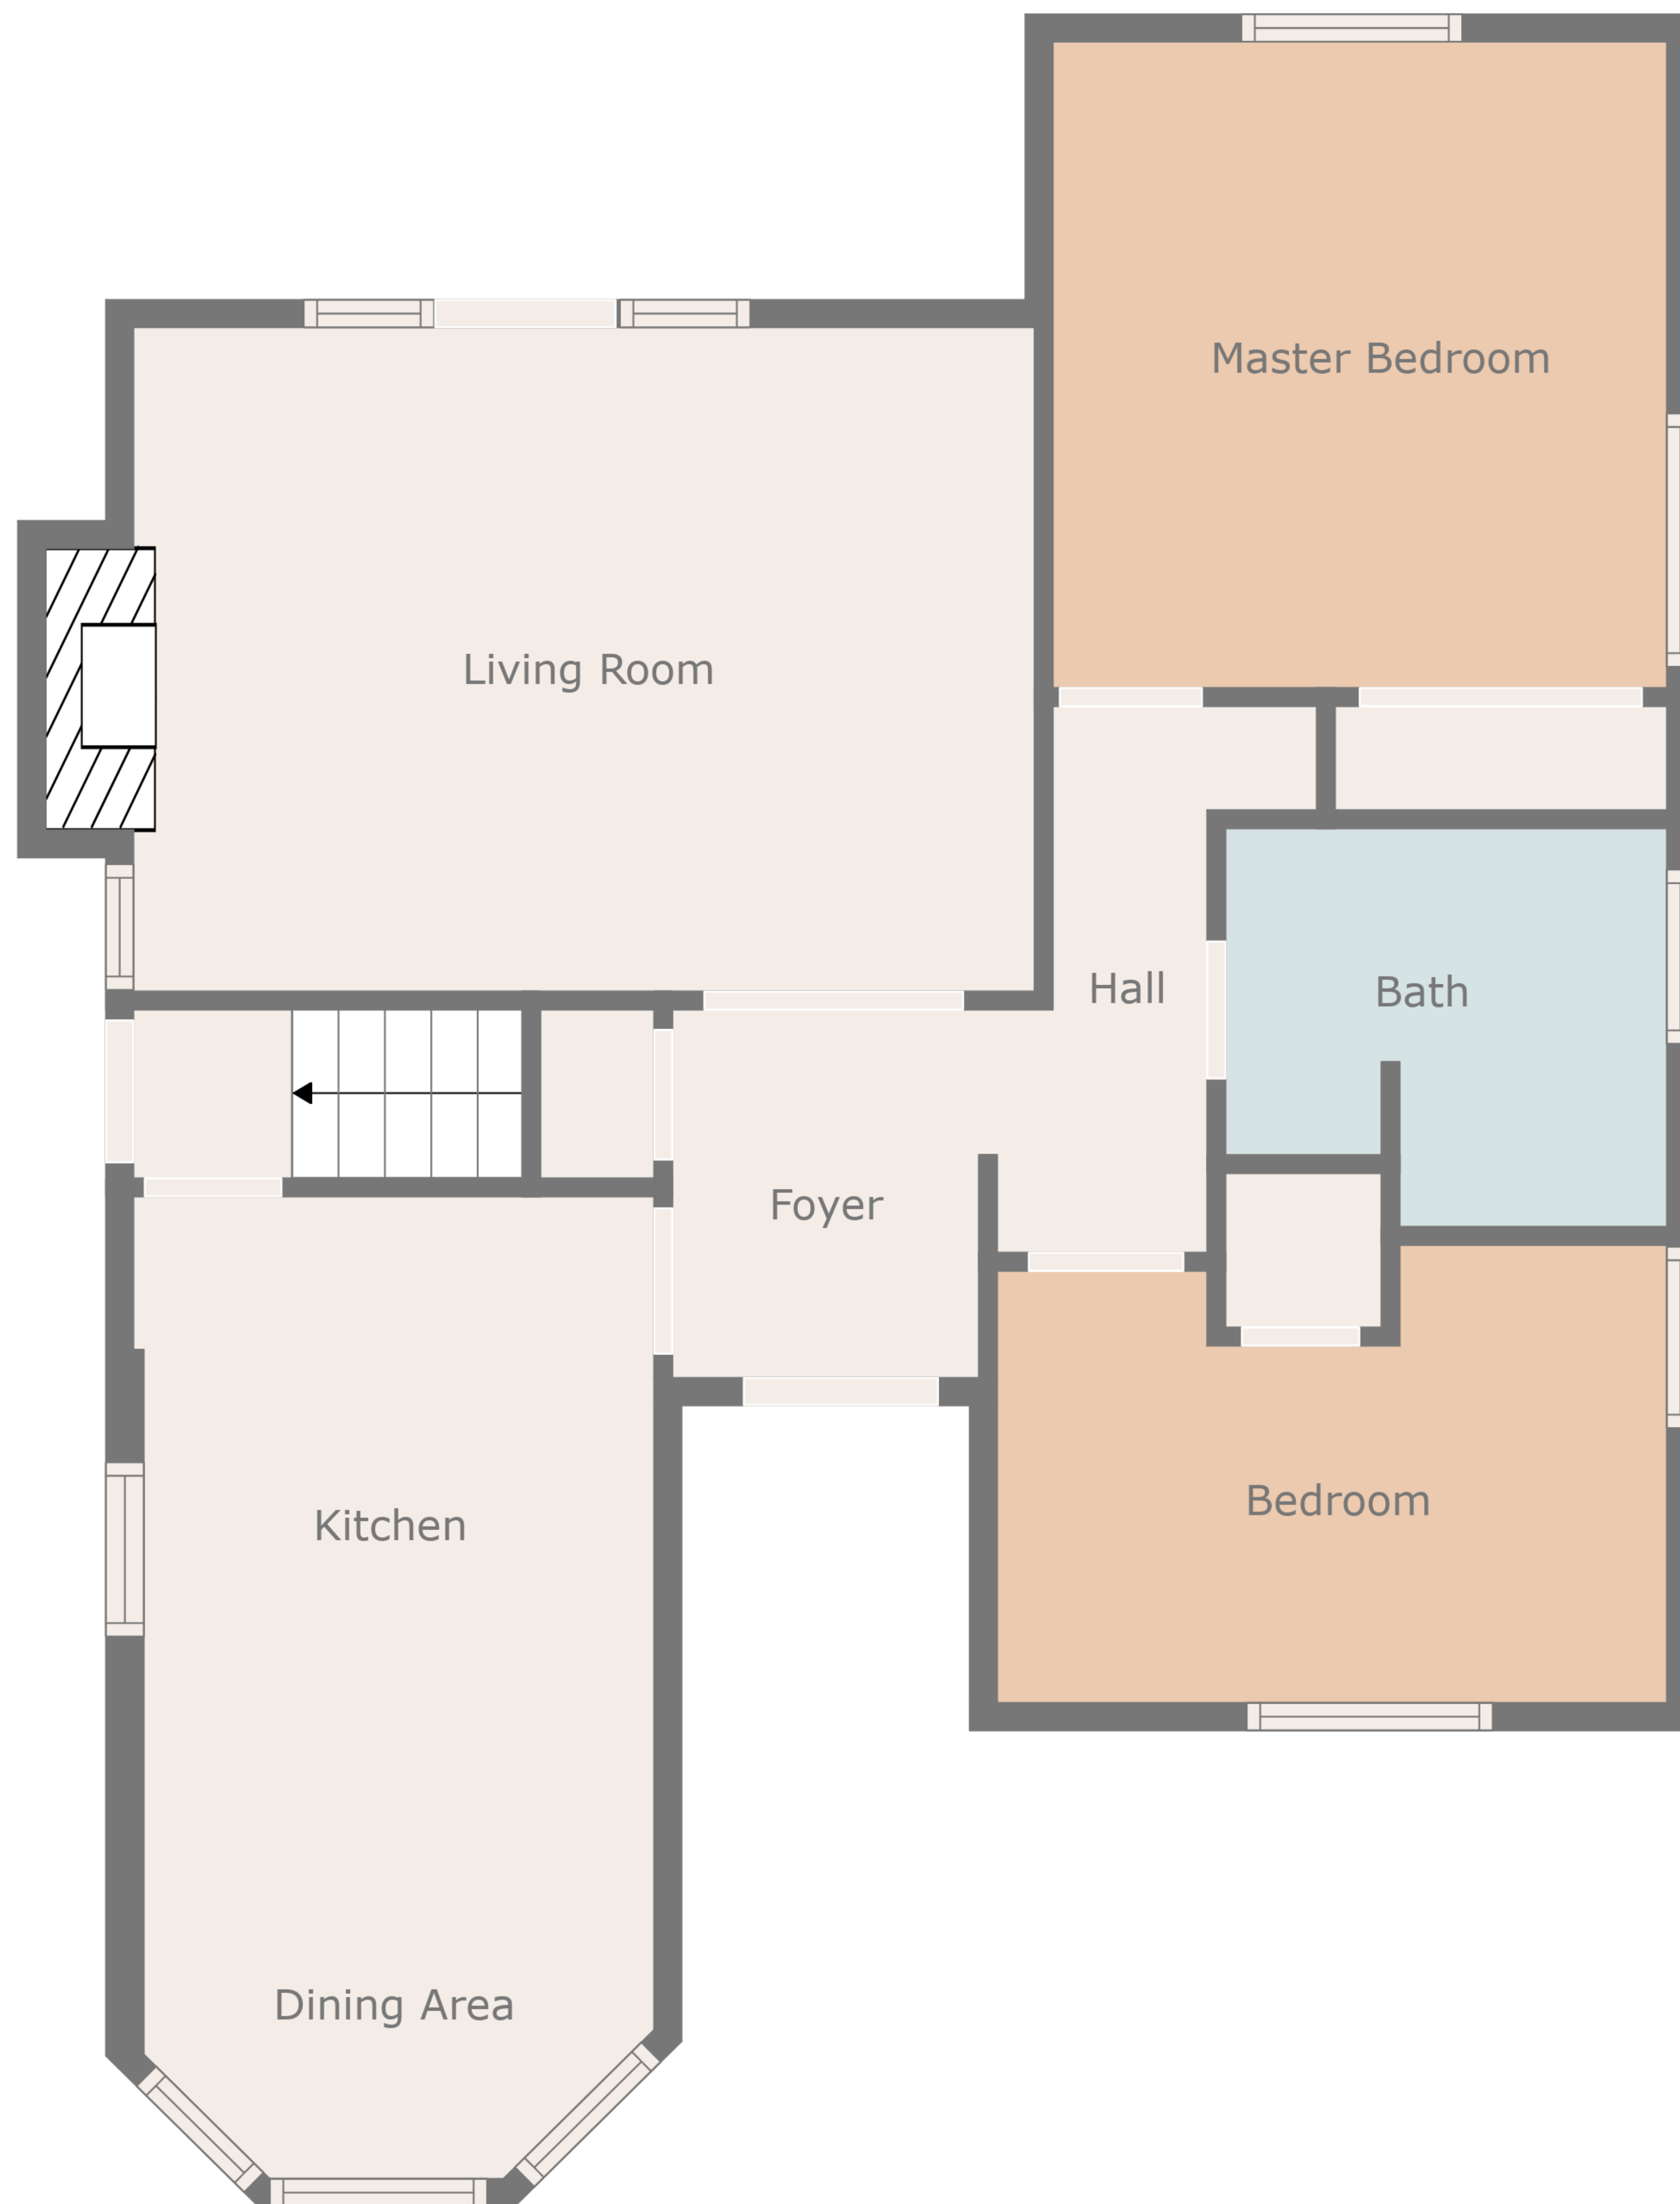 Master Bedroom
Living Room
Hall
Bath
Foyer
Bedroom
Kitchen
Dining Area